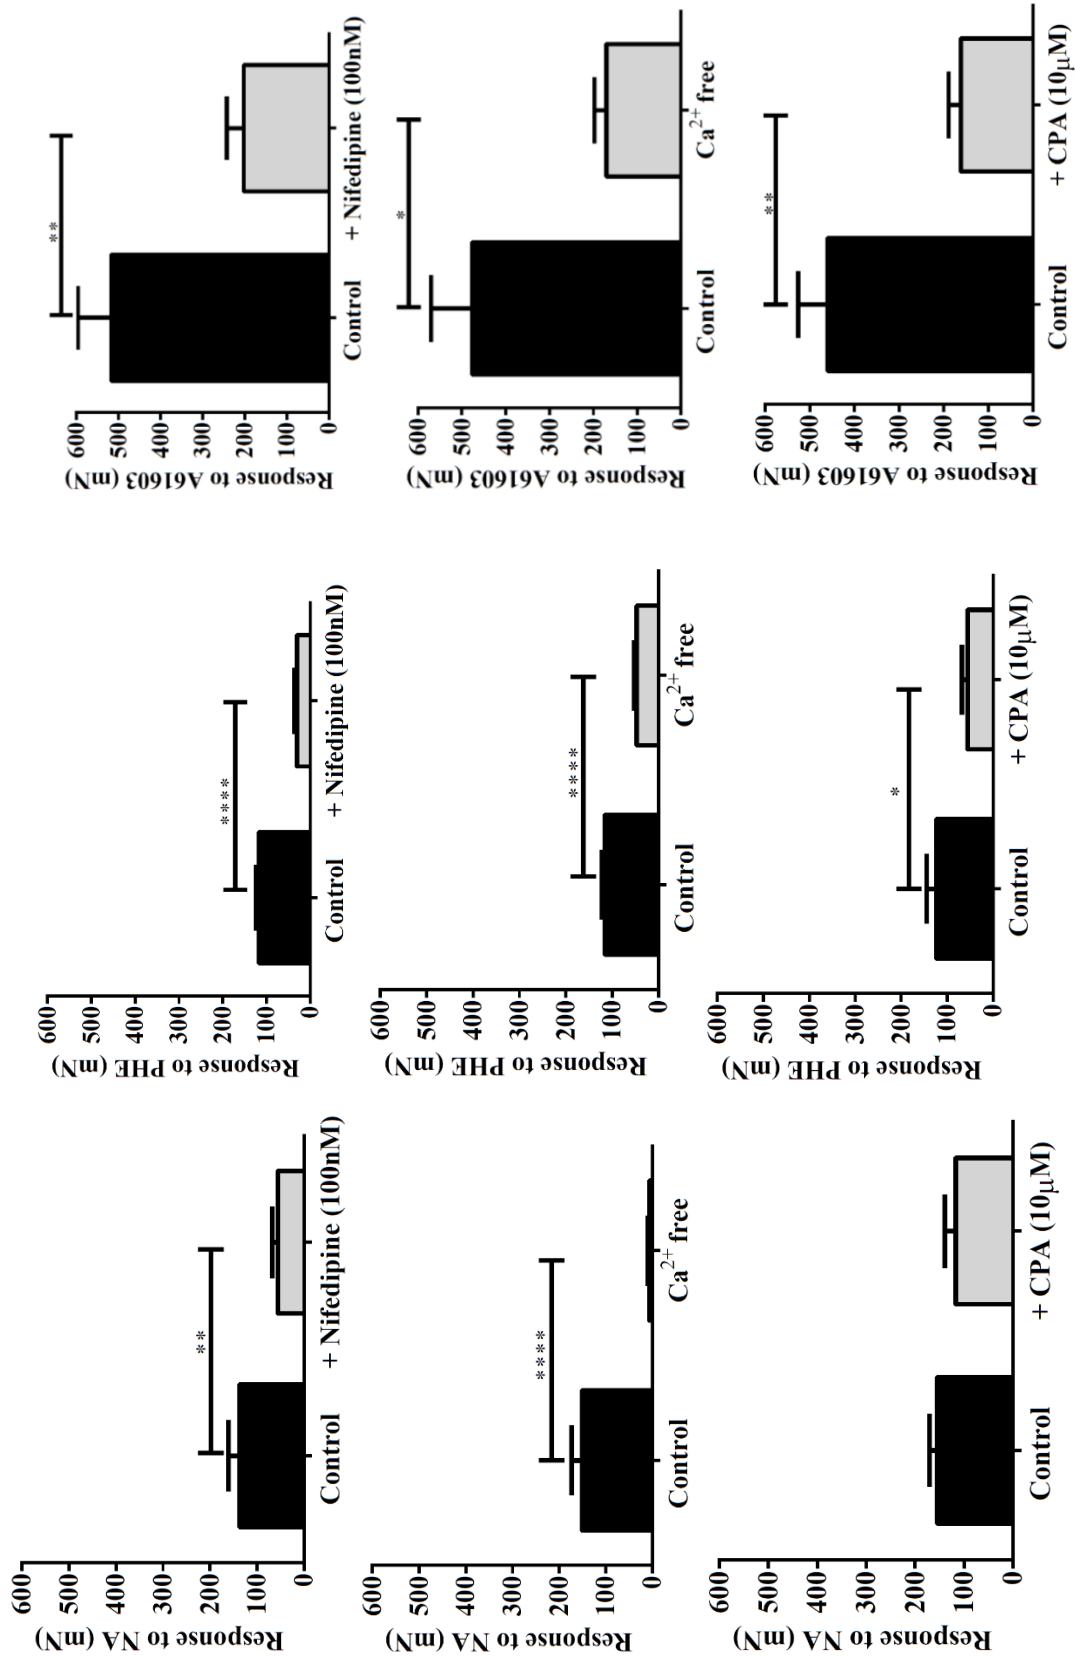 Response to NA (mN)
600
500
400
300
200
100
0
**
Control
+ Nifedipine (100nM)
Response to PHE (mN)
600
500
400
300
200
100
0
****
Control
+ Nifedipine (100nM)
Response to A61603 (mN)
600
500
400
300
200
100
0
**
Control
+ Nifedipine (100nM)
Response to NA (mN)
600
500
400
300
200
100
0
****
Control
Ca²⁺ free
Response to PHE (mN)
600
500
400
300
200
100
0
****
Control
Ca²⁺ free
Response to A61603 (mN)
600
500
400
300
200
100
0
*
Control
Ca²⁺ free
Response to NA (mN)
600
500
400
300
200
100
0
Control
+ CPA (10µM)
Response to PHE (mN)
600
500
400
300
200
100
0
*
Control
+ CPA (10µM)
Response to A61603 (mN)
600
500
400
300
200
100
0
**
Control
+ CPA (10µM)